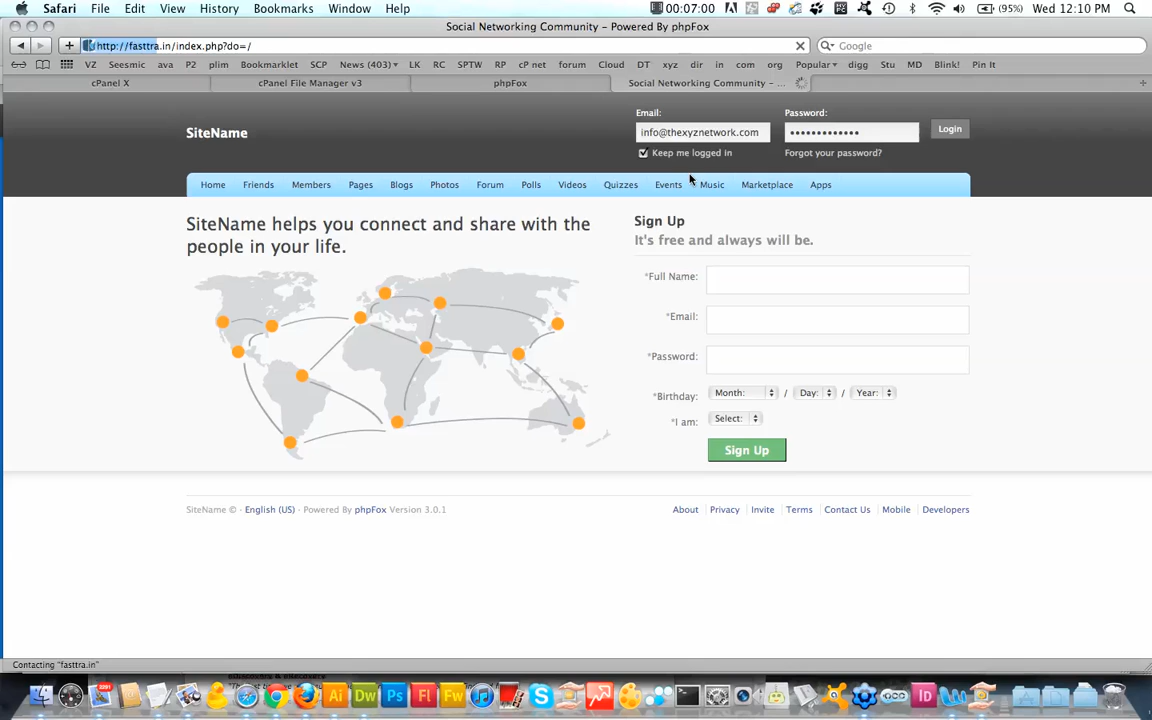 Safari File Edit View History Bookmarks Window Help 00:07:00 (95%) Wed 12:10 PM
Social Networking Community – Powered By phpFox
http://fasttra.in/index.php?do=/ Google
VZ Seesmic ava P2 plim Bookmarklet SCP News (403) LK RC SPTW RP cP net forum Cloud DT xyz dir in com org Popular digg Stu MD Blink! Pin It
cPanel X cPanel File Manager v3 phpFox Social Networking Community – ...
Email: Password:
SiteName info@thexyznetwork.com ••••••••••••• Login
Keep me logged in Forgot your password?
Home Friends Members Pages Blogs Photos Forum Polls Videos Quizzes Events Music Marketplace Apps
SiteName helps you connect and share with the
people in your life.
Sign Up
It's free and always will be.
*Full Name:
*Email:
*Password:
*Birthday: Month: / Day: / Year:
*I am: Select:
Sign Up
SiteName © · English (US) · Powered By phpFox Version 3.0.1 About Privacy Invite Terms Contact Us Mobile Developers
Contacting "fasttra.in"
Ai Dw Ps Fl Fw Id